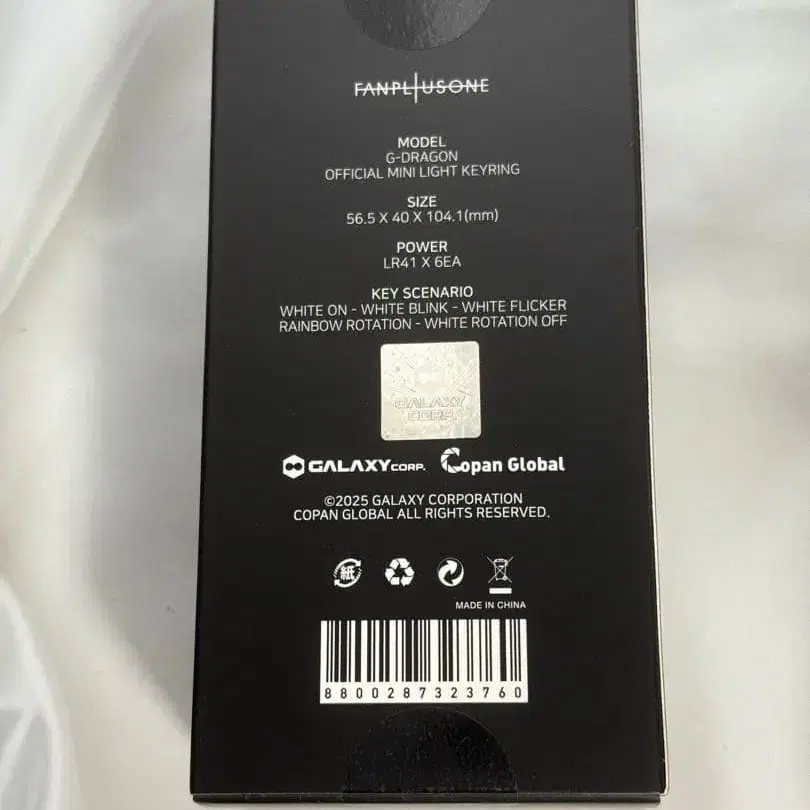 FANPLUSONE
MODEL
G-DRAGON
OFFICIAL MINI LIGHT KEYRING
SIZE
56.5 X 40 X 104.1(mm)
POWER
LR41 X 6EA
KEY SCENARIO
WHITE ON - WHITE BLINK - WHITE FLICKER
RAINBOW ROTATION - WHITE ROTATION OFF
GALAXY
CORP.
GALAXY CORP. Copan Global
©2025 GALAXY CORPORATION
COPAN GLOBAL ALL RIGHTS RESERVED.
紙
MADE IN CHINA
8800287323760